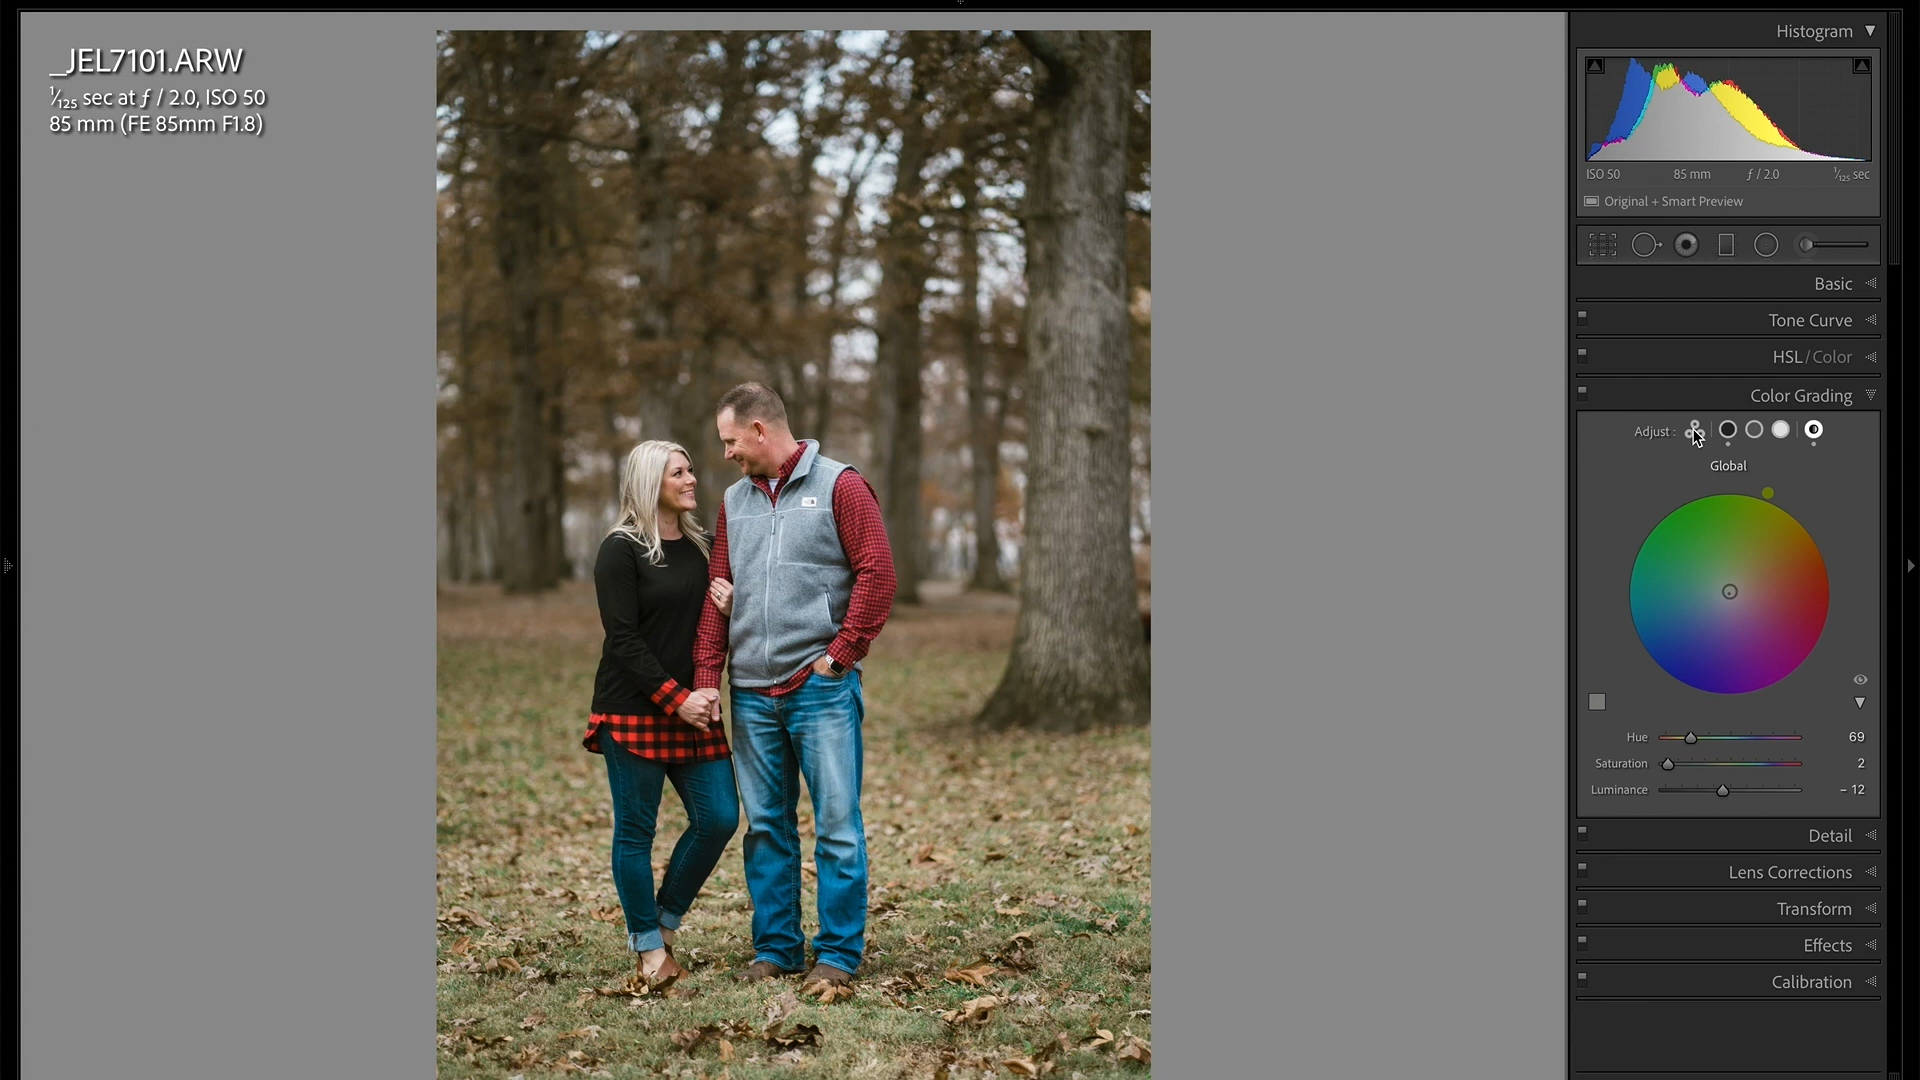 _JEL7101.ARW
1/125 sec at ƒ / 2.0, ISO 50
85 mm (FE 85mm F1.8)
Histogram
ISO 50 85 mm ƒ / 2.0 1/125 sec
Original + Smart Preview
Basic
Tone Curve
HSL / Color
Color Grading
Adjust :
Global
Hue 69
Saturation 2
Luminance – 12
Detail
Lens Corrections
Transform
Effects
Calibration